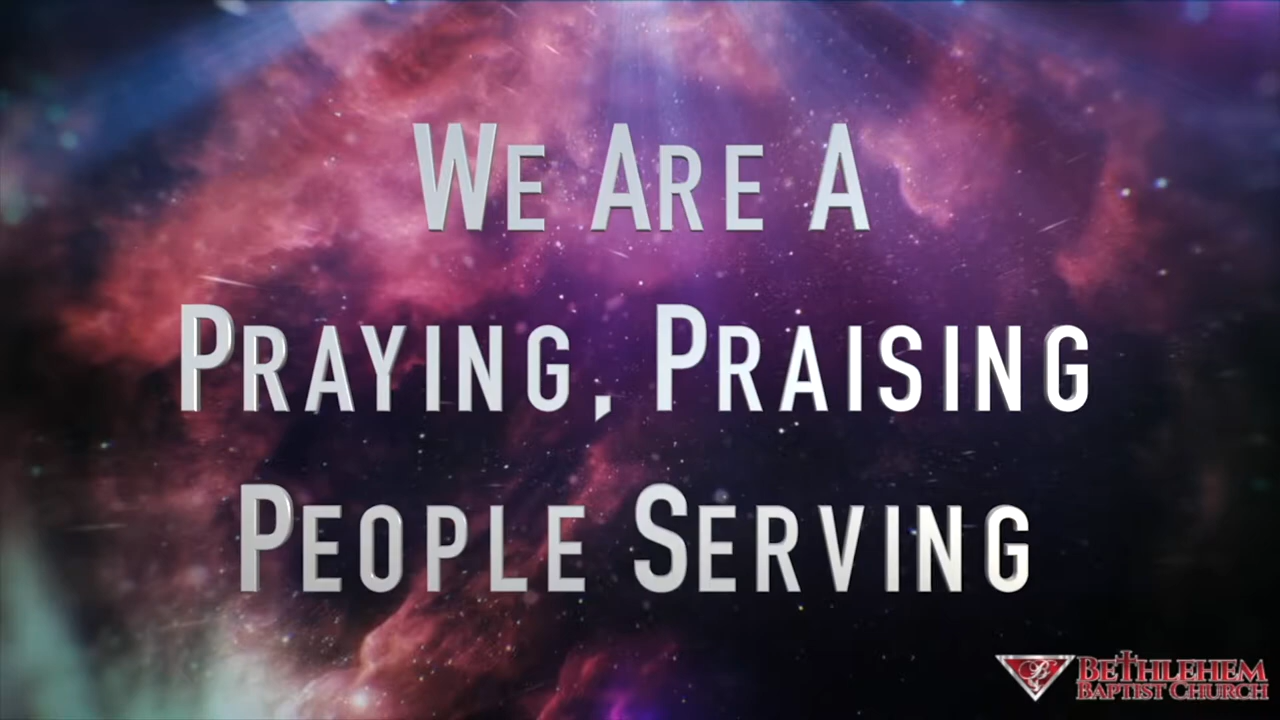 We Are A
Praying, Praising
People Serving
Bethlehem
Baptist Church